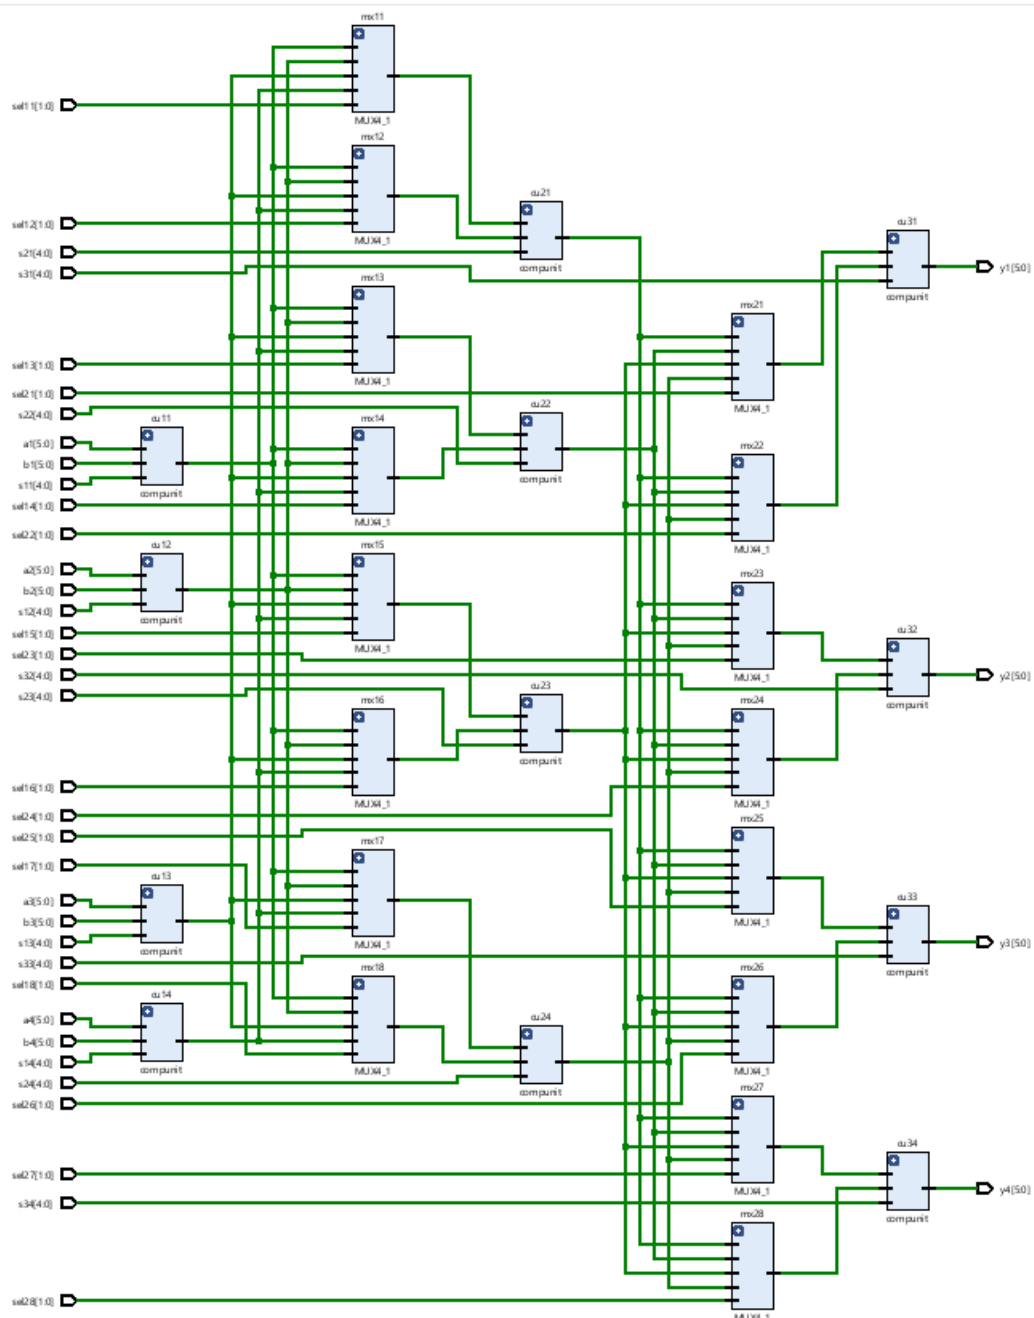 mx11
sel11[1:0]
MUX4_1
mx12
cu21
sel12[1:0]
cu31
MUX4_1
s21[4:0]
compunit
s31[4:0]
y1[5:0]
mx13
compunit
mx21
sel13[1:0]
MUX4_1
sel21[1:0]
cu22
MUX4_1
s22[4:0]
cu11
mx14
a1[5:0]
mx22
b1[5:0]
compunit
s11[4:0]
compunit
sel14[1:0]
MUX4_1
sel22[1:0]
cu12
mx15
MUX4_1
a2[5:0]
mx23
b2[5:0]
s12[4:0]
compunit
cu32
sel15[1:0]
MUX4_1
sel23[1:0]
s32[4:0]
MUX4_1
y2[5:0]
s23[4:0]
cu23
mx16
mx24
compunit
compunit
sel16[1:0]
MUX4_1
MUX4_1
sel24[1:0]
mx25
sel25[1:0]
mx17
sel17[1:0]
cu13
a3[5:0]
cu33
b3[5:0]
MUX4_1
s13[4:0]
MUX4_1
y3[5:0]
compunit
s33[4:0]
mx18
mx26
compunit
sel18[1:0]
cu14
a4[5:0]
cu24
b4[5:0]
s14[4:0]
compunit
MUX4_1
MUX4_1
s24[4:0]
compunit
mx27
sel26[1:0]
cu34
sel27[1:0]
MUX4_1
y4[5:0]
s34[4:0]
mx28
compunit
sel28[1:0]
MUX4_1